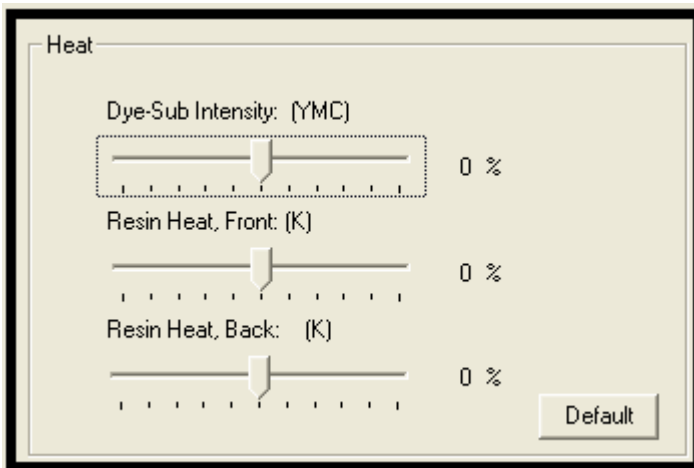 Heat
Dye-Sub Intensity: (YMC)
0 %
Resin Heat, Front: (K)
0 %
Resin Heat, Back: (K)
0 %
Default